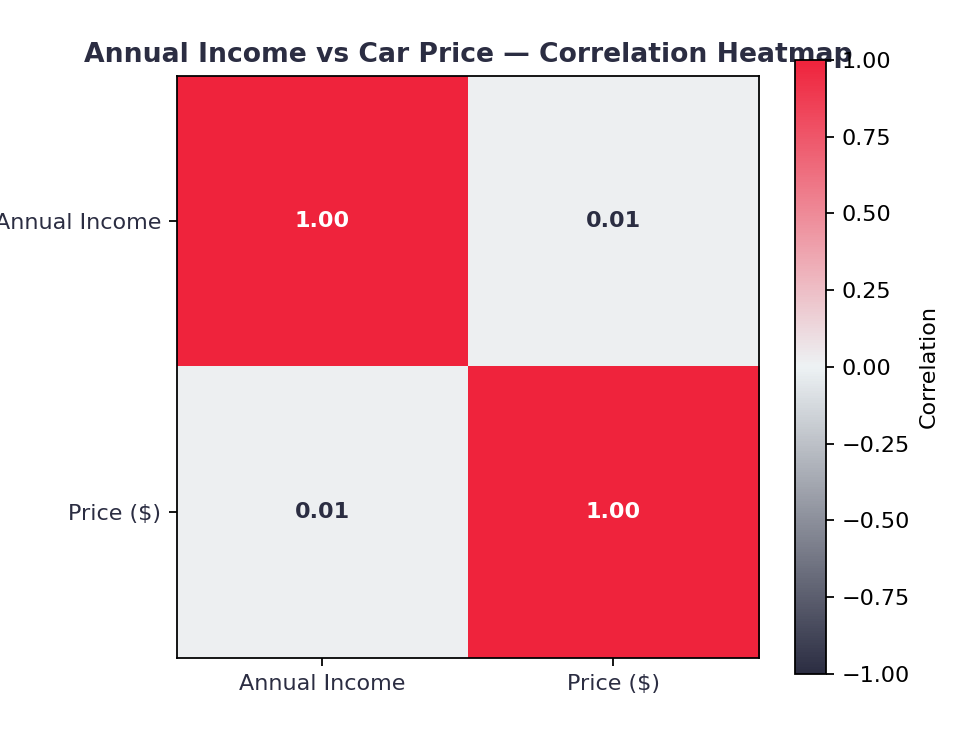 Annual Income vs Car Price — Correlation Heatmap
Annual Income
1.00
0.01
Price ($)
0.01
1.00
Annual Income
Price ($)
1.00
0.75
0.50
0.25
0.00
−0.25
−0.50
−0.75
−1.00
Correlation